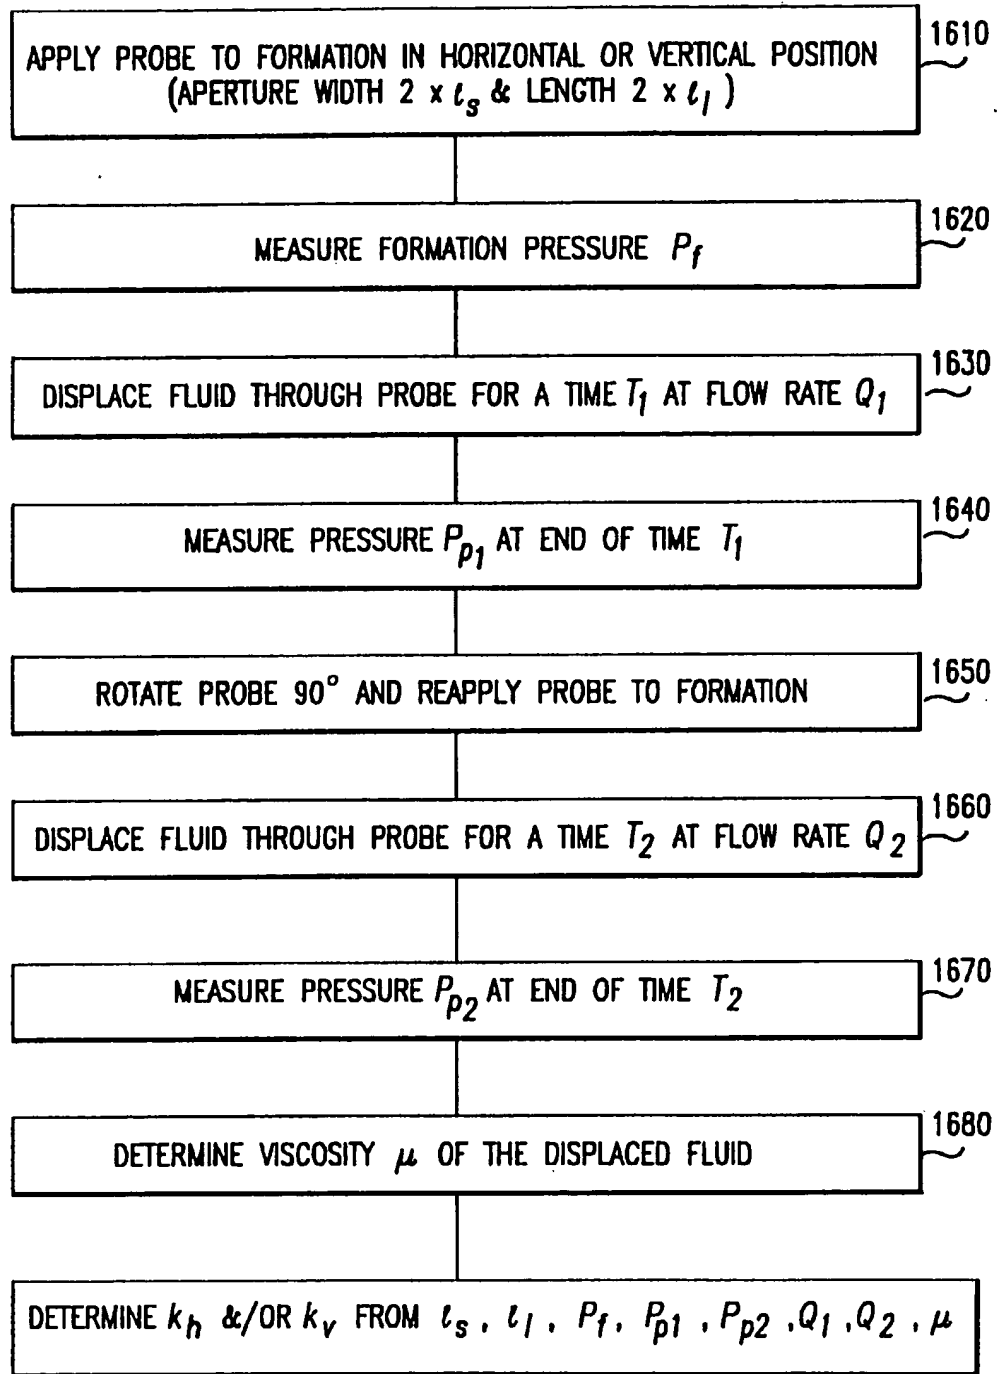 APPLY PROBE TO FORMATION IN HORIZONTAL OR VERTICAL POSITION
(APERTURE WIDTH 2 x ℓs & LENGTH 2 x ℓl )
1610
MEASURE FORMATION PRESSURE Pf
1620
DISPLACE FLUID THROUGH PROBE FOR A TIME T1 AT FLOW RATE Q1
1630
MEASURE PRESSURE Pp1 AT END OF TIME T1
1640
ROTATE PROBE 90° AND REAPPLY PROBE TO FORMATION
1650
DISPLACE FLUID THROUGH PROBE FOR A TIME T2 AT FLOW RATE Q2
1660
MEASURE PRESSURE Pp2 AT END OF TIME T2
1670
DETERMINE VISCOSITY μ OF THE DISPLACED FLUID
1680
DETERMINE kh &/OR kv FROM ℓs , ℓl , Pf, Pp1 , Pp2 ,Q1 ,Q2 , μ